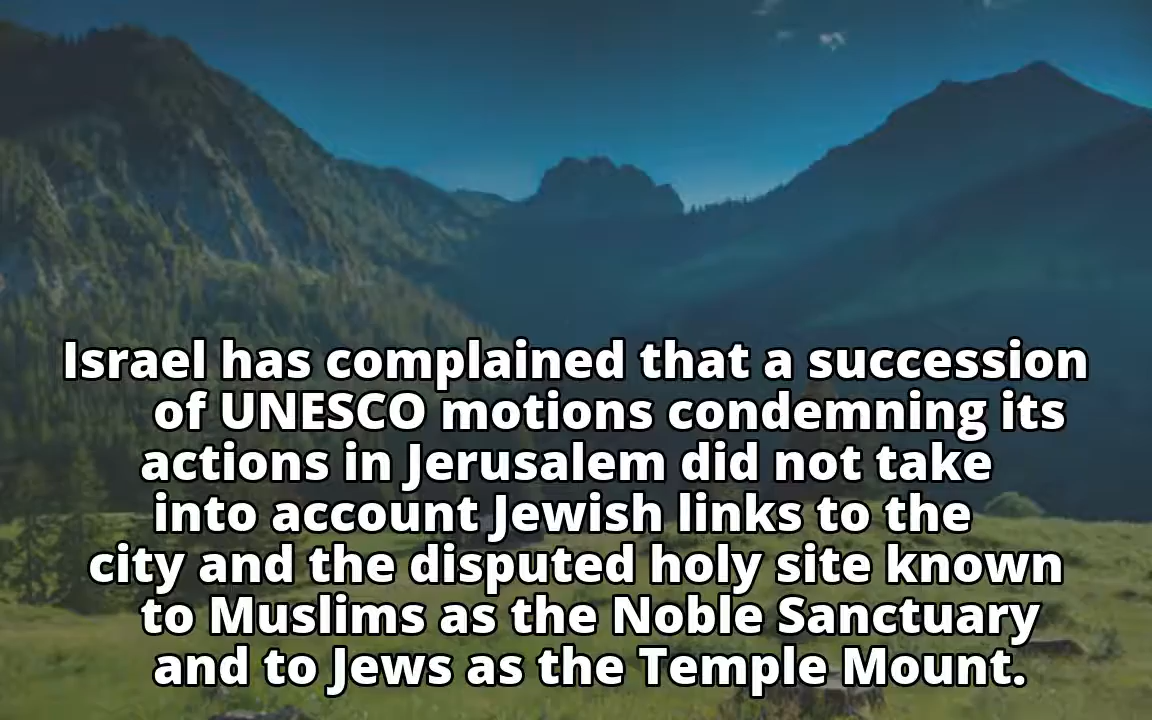 Israel has complained that a succession
of UNESCO motions condemning its
actions in Jerusalem did not take
into account Jewish links to the
city and the disputed holy site known
to Muslims as the Noble Sanctuary
and to Jews as the Temple Mount.